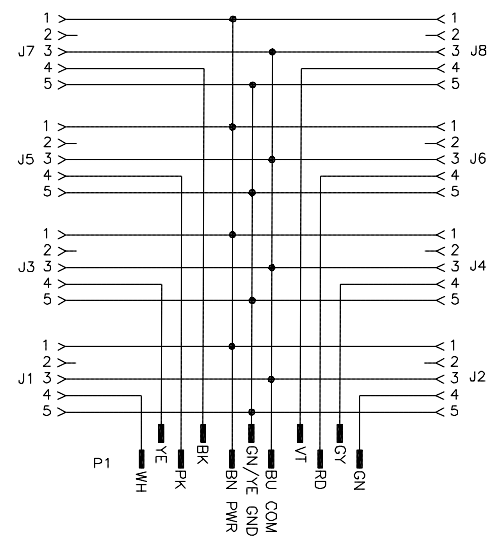 1 1
2 2
J7 3 3 J8
4 4
5 5
1 1
2 2
J5 3 3 J6
4 4
5 5
1 1
2 2
J3 3 3 J4
4 4
5 5
1 1
2 2
J1 3 3 J2
4 4
5 5
P1
WH
YE
PK
BK
BN PWR
GN/YE GND
BU COM
VT
RD
GY
GN